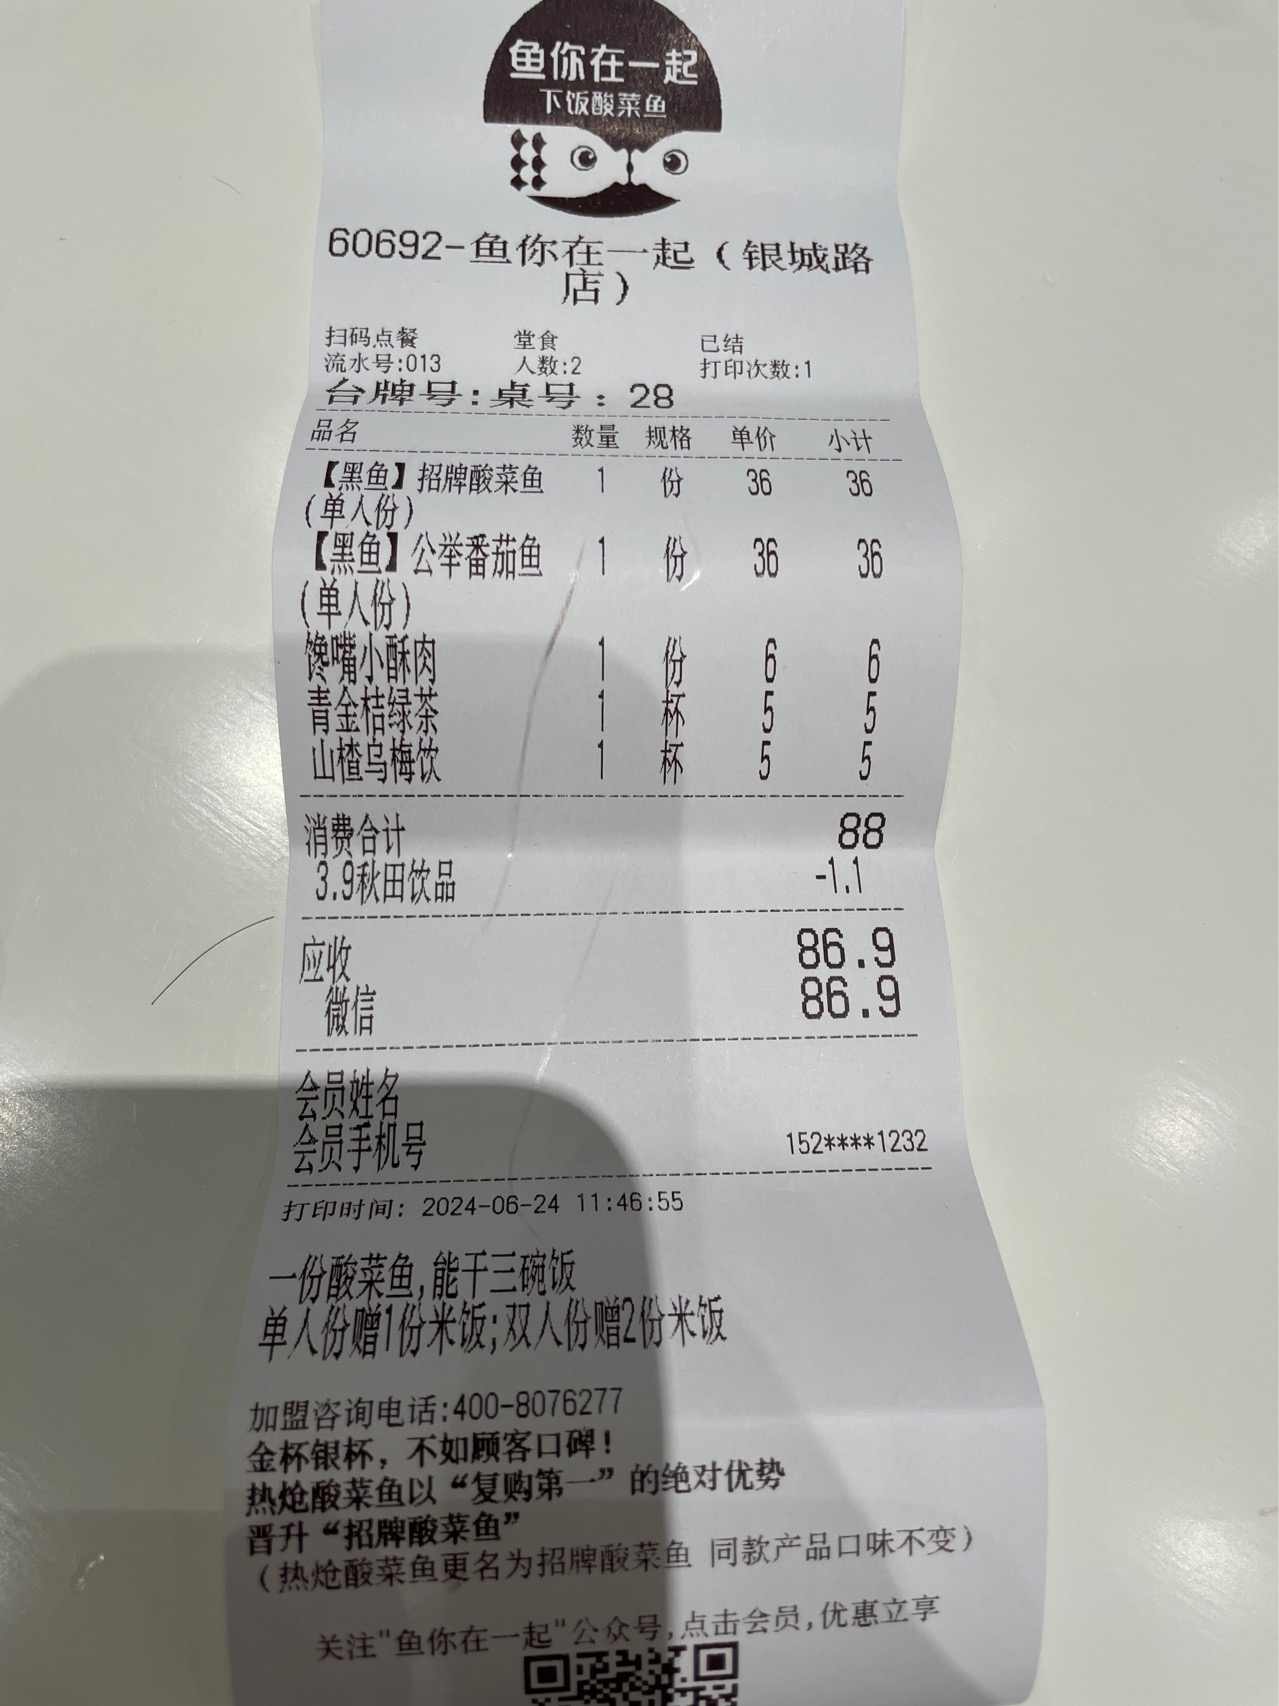 鱼你在一起
下饭酸菜鱼
60692-鱼你在一起（银城路
店）
扫码点餐 堂食 已结
流水号:013 人数:2 打印次数:1
台牌号:桌号：28
品名 数量 规格 单价 小计
【黑鱼】招牌酸菜鱼 1 份 36 36
(单人份)
【黑鱼】公举番茄鱼 1 份 36 36
(单人份)
馋嘴小酥肉 1 份 6 6
青金桔绿茶 1 杯 5 5
山楂乌梅饮 1 杯 5 5
消费合计 88
3.9秋田饮品 -1.1
应收 86.9
微信 86.9
会员姓名
会员手机号 152****1232
打印时间: 2024-06-24 11:46:55
一份酸菜鱼,能干三碗饭
单人份赠1份米饭;双人份赠2份米饭
加盟咨询电话:400-8076277
金杯银杯，不如顾客口碑！
热炝酸菜鱼以“复购第一”的绝对优势
晋升“招牌酸菜鱼”
（热炝酸菜鱼更名为招牌酸菜鱼 同款产品口味不变）
关注"鱼你在一起"公众号,点击会员,优惠立享